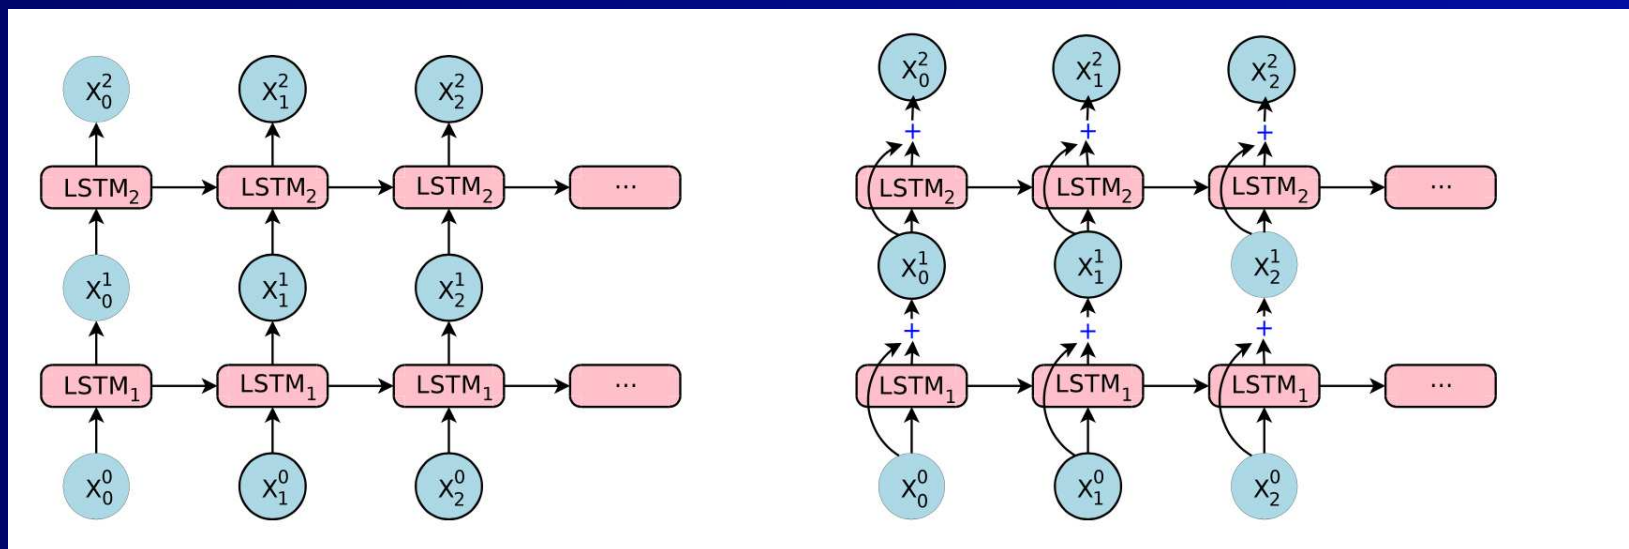 X₀² X₁² X₂² X₀² X₁² X₂²
+ + +
LSTM₂ LSTM₂ LSTM₂ ... LSTM₂ LSTM₂ LSTM₂ ...
X₀¹ X₁¹ X₂¹ X₀¹ X₁¹ X₂¹
+ + +
LSTM₁ LSTM₁ LSTM₁ ... LSTM₁ LSTM₁ LSTM₁ ...
X₀⁰ X₁⁰ X₂⁰ X₀⁰ X₁⁰ X₂⁰